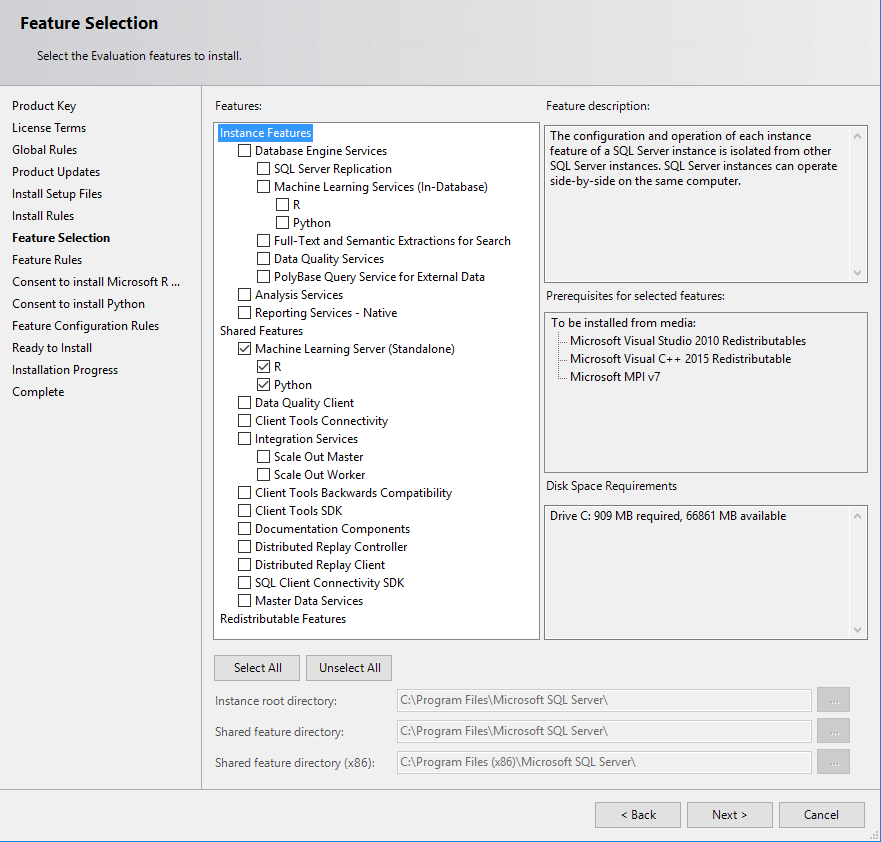 Feature Selection
Select the Evaluation features to install.
Product Key
License Terms
Global Rules
Product Updates
Install Setup Files
Install Rules
Feature Selection
Feature Rules
Consent to install Microsoft R ...
Consent to install Python
Feature Configuration Rules
Ready to Install
Installation Progress
Complete
Features:
Instance Features
Database Engine Services
SQL Server Replication
Machine Learning Services (In-Database)
R
Python
Full-Text and Semantic Extractions for Search
Data Quality Services
PolyBase Query Service for External Data
Analysis Services
Reporting Services - Native
Shared Features
Machine Learning Server (Standalone)
R
Python
Data Quality Client
Client Tools Connectivity
Integration Services
Scale Out Master
Scale Out Worker
Client Tools Backwards Compatibility
Client Tools SDK
Documentation Components
Distributed Replay Controller
Distributed Replay Client
SQL Client Connectivity SDK
Master Data Services
Redistributable Features
Feature description:
The configuration and operation of each instance
feature of a SQL Server instance is isolated from other
SQL Server instances. SQL Server instances can operate
side-by-side on the same computer.
Prerequisites for selected features:
To be installed from media:
Microsoft Visual Studio 2010 Redistributables
Microsoft Visual C++ 2015 Redistributable
Microsoft MPI v7
Disk Space Requirements
Drive C: 909 MB required, 66861 MB available
Select All
Unselect All
Instance root directory:
C:\Program Files\Microsoft SQL Server\
...
Shared feature directory:
C:\Program Files\Microsoft SQL Server\
...
Shared feature directory (x86):
C:\Program Files (x86)\Microsoft SQL Server\
...
< Back
Next >
Cancel